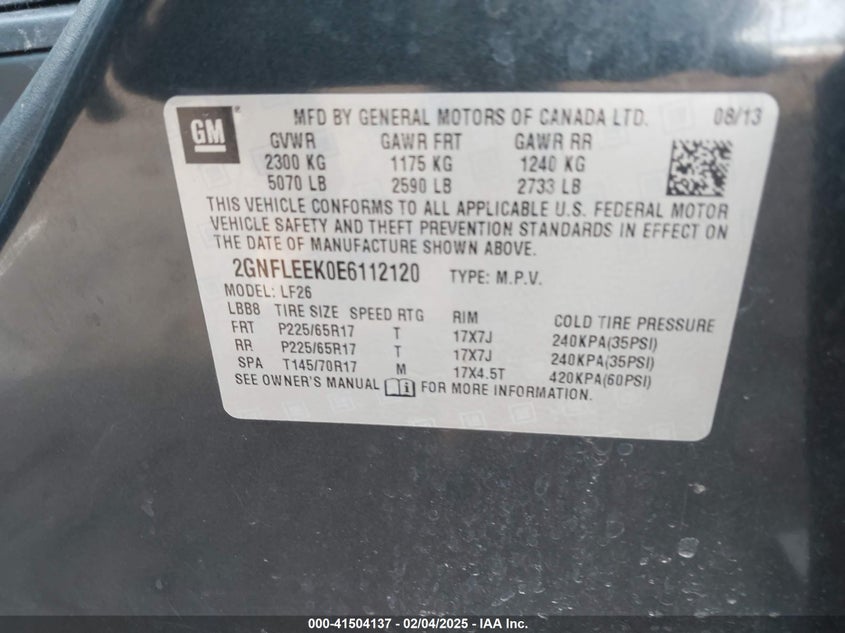 GM
®
MFD BY GENERAL MOTORS OF CANADA LTD. 08/13
GVWR GAWR FRT GAWR RR
2300 KG 1175 KG 1240 KG
5070 LB 2590 LB 2733 LB
THIS VEHICLE CONFORMS TO ALL APPLICABLE U.S. FEDERAL MOTOR
VEHICLE SAFETY AND THEFT PREVENTION STANDARDS IN EFFECT ON
THE DATE OF MANUFACTURE SHOWN ABOVE.
2GNFLEEK0E6112120 TYPE: M.P.V.
MODEL: LF26
LBB8 TIRE SIZE SPEED RTG RIM COLD TIRE PRESSURE
FRT P225/65R17 T 17X7J 240KPA(35PSI)
RR P225/65R17 T 17X7J 240KPA(35PSI)
SPA T145/70R17 M 17X4.5T 420KPA(60PSI)
SEE OWNER'S MANUAL FOR MORE INFORMATION.
000-41504137 - 02/04/2025 - IAA Inc.